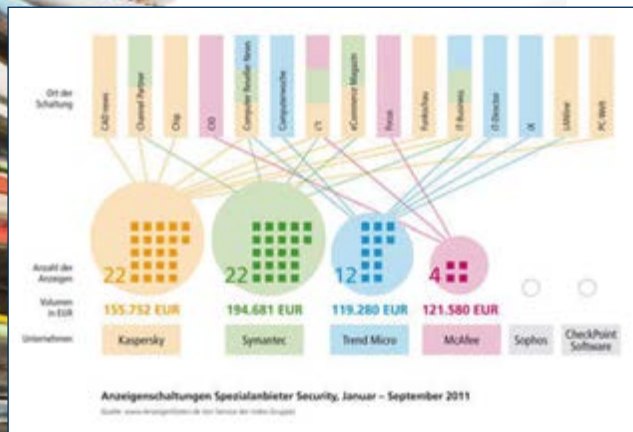 Ort der
Schaltung
CAD news
Channel Partner
Chip
CIO
Computer Reseller News
Computerwoche
c't
eCommerce Magazin
Focus
Funkschau
IT-Business
IT-Director
iX
LANline
PC-Welt
Anzahl der
Anzeigen
22
22
12
4
Volumen
in EUR
155.752 EUR
194.681 EUR
119.280 EUR
121.580 EUR
Unternehmen
Kaspersky
Symantec
Trend Micro
McAfee
Sophos
CheckPoint
Software
Anzeigenschaltungen Spezialanbieter Security, Januar – September 2011